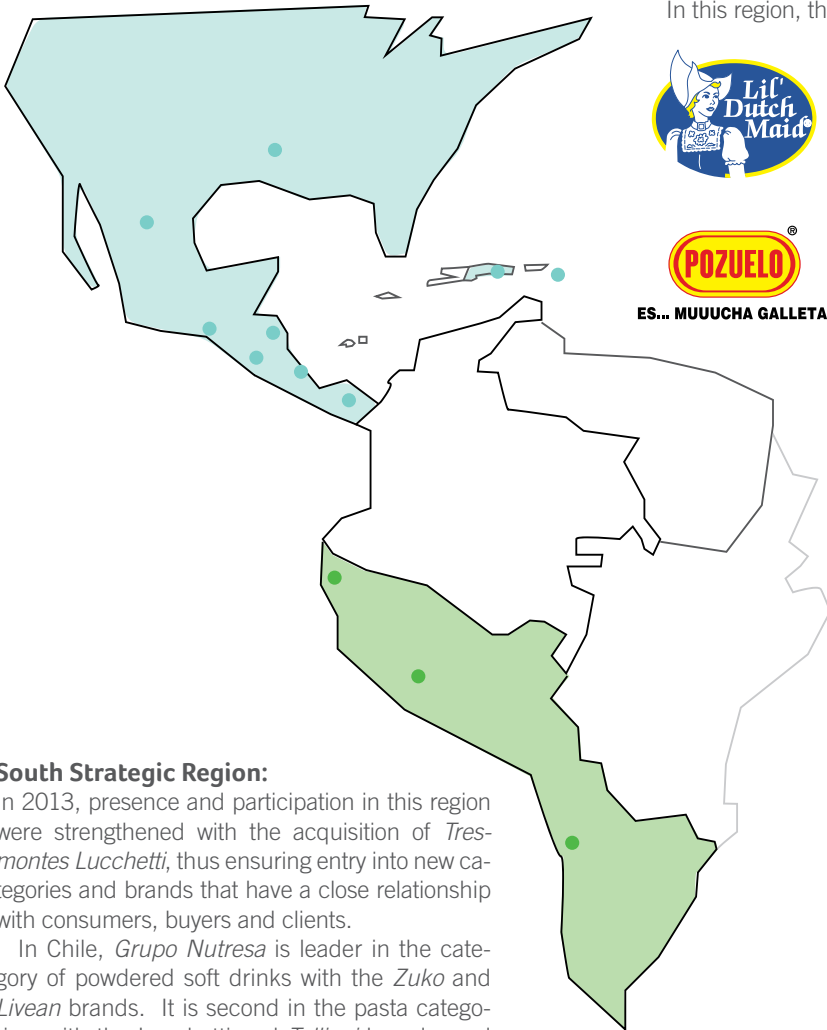 In this region, th
Lil'
Dutch
Maid®
POZUELO®
ES... MUUUCHA GALLETA
South Strategic Region:
In 2013, presence and participation in this region
were strengthened with the acquisition of Tres-
montes Lucchetti, thus ensuring entry into new ca-
tegories and brands that have a close relationship
with consumers, buyers and clients.
In Chile, Grupo Nutresa is leader in the cate-
gory of powdered soft drinks with the Zuko and
Livean brands. It is second in the pasta catego-